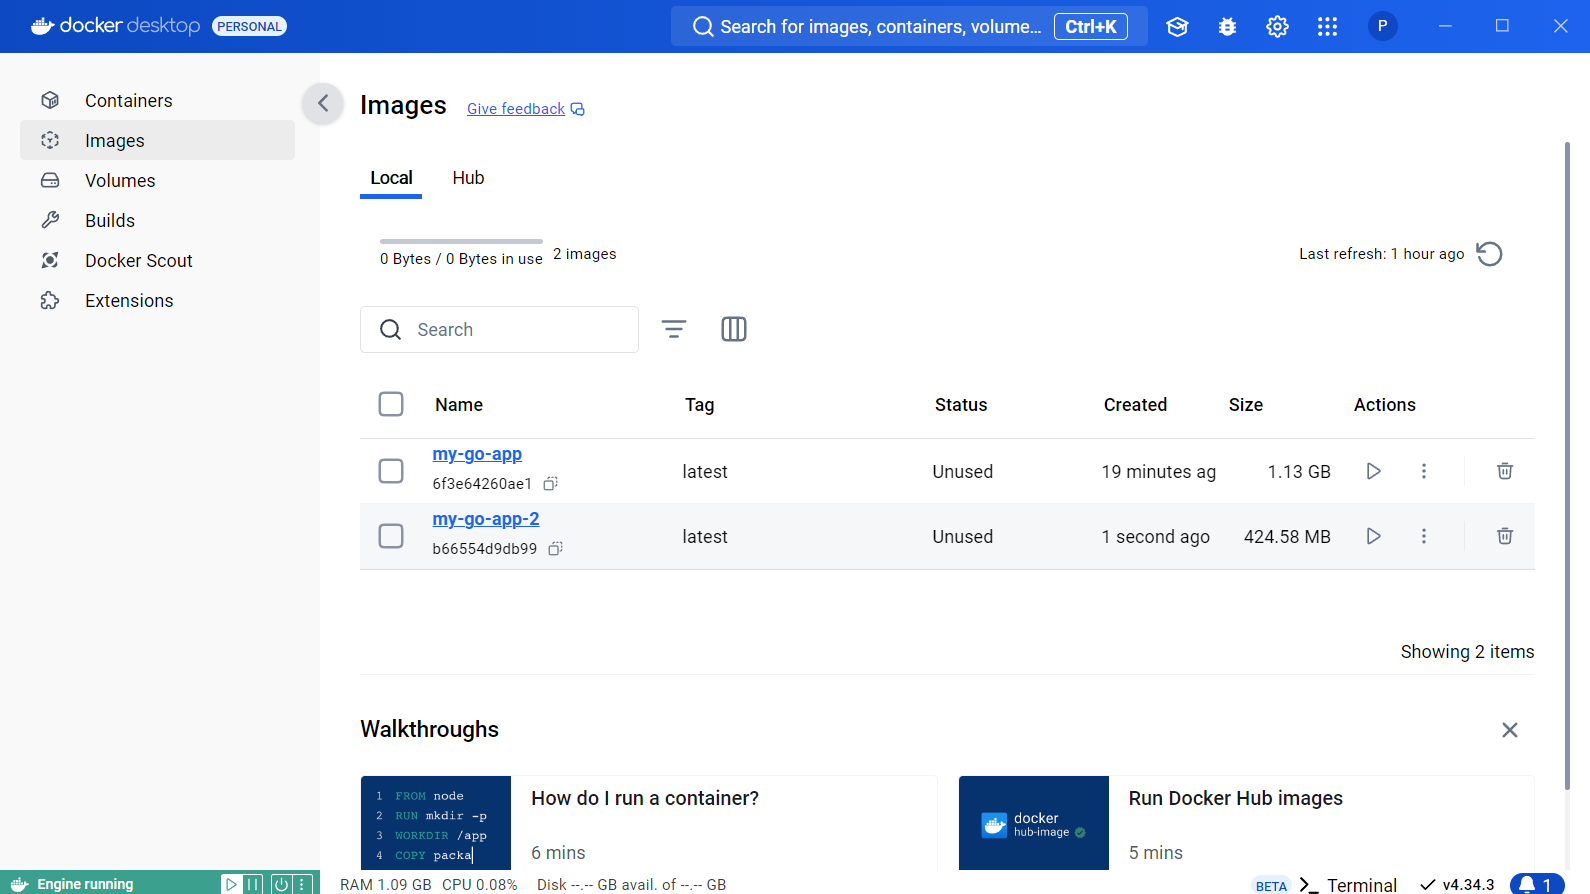 docker desktop PERSONAL
Search for images, containers, volume... Ctrl+K
P
Containers
Images
Volumes
Builds
Docker Scout
Extensions
Images Give feedback
Local Hub
0 Bytes / 0 Bytes in use 2 images
Last refresh: 1 hour ago
Search
Name Tag Status Created Size Actions
my-go-app
6f3e64260ae1
latest Unused 19 minutes ag 1.13 GB
my-go-app-2
b66554d9db99
latest Unused 1 second ago 424.58 MB
Showing 2 items
Walkthroughs
1 FROM node
2 RUN mkdir -p
3 WORKDIR /app
4 COPY packa
How do I run a container?
6 mins
docker
hub-image
Run Docker Hub images
5 mins
Engine running
RAM 1.09 GB CPU 0.08% Disk --.-- GB avail. of --.-- GB
BETA Terminal v4.34.3 1